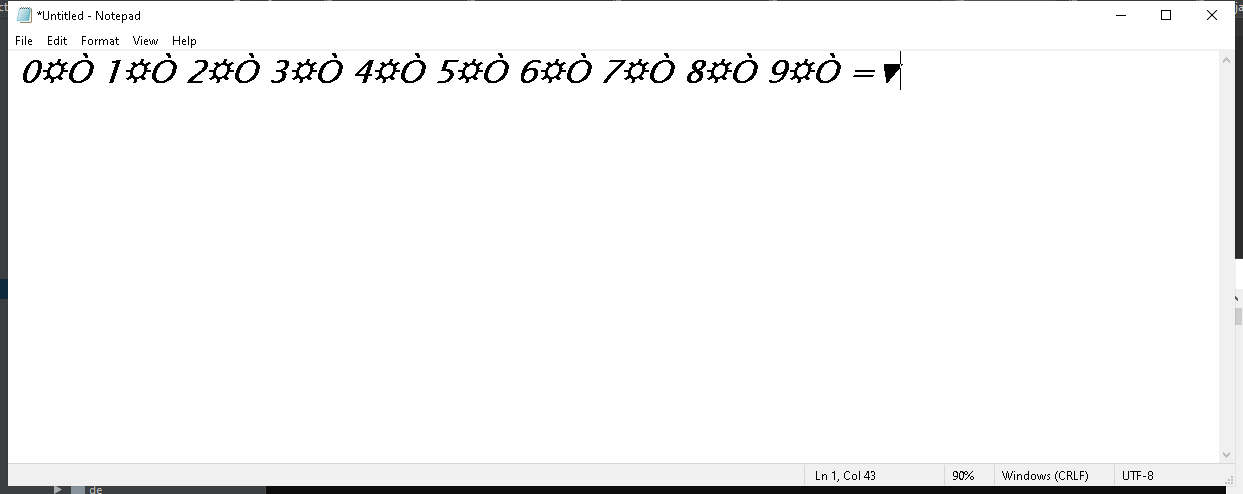 *Untitled - Notepad
File Edit Format View Help
0☼Ò 1☼Ò 2☼Ò 3☼Ò 4☼Ò 5☼Ò 6☼Ò 7☼Ò 8☼Ò 9☼Ò =▼
Ln 1, Col 43 90% Windows (CRLF) UTF-8
de